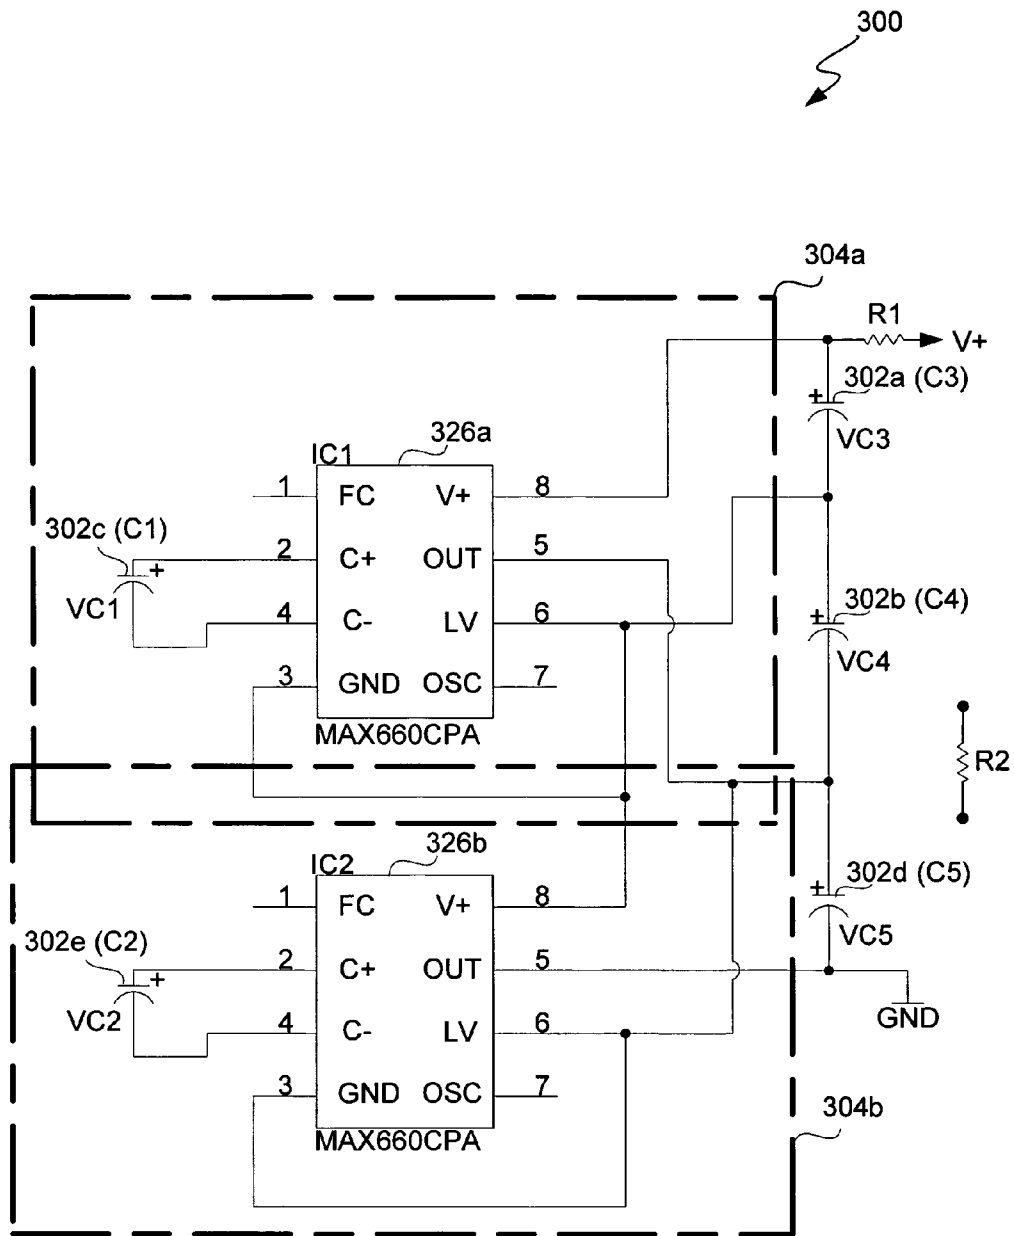 300
304a
R1
V+
302a (C3)
+
VC3
326a
IC1
1 FC V+ 8
302c (C1)
2 C+ OUT 5
+
VC1
302b (C4)
+
4 C- LV 6
VC4
3 GND OSC 7
MAX660CPA
R2
326b
IC2
302d (C5)
+
1 FC V+ 8
VC5
302e (C2)
2 C+ OUT 5
+
VC2
GND
4 C- LV 6
3 GND OSC 7
304b
MAX660CPA